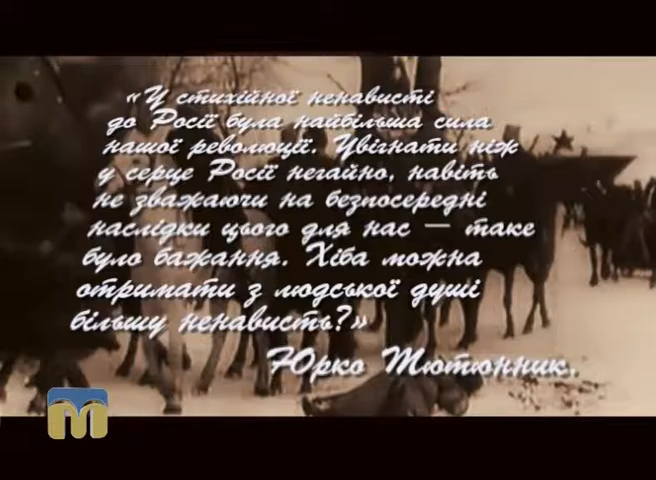 «У стихійної ненависті
до Росії була найбільша сила
нашої революції. Увігнати ніж
у серце Росії негайно, навіть
не зважаючи на безпосередні
наслідки цього для нас — таке
було бажання. Хіба можна
отримати з людської душі
більшу ненависть?»
Юрко Тютюнник.